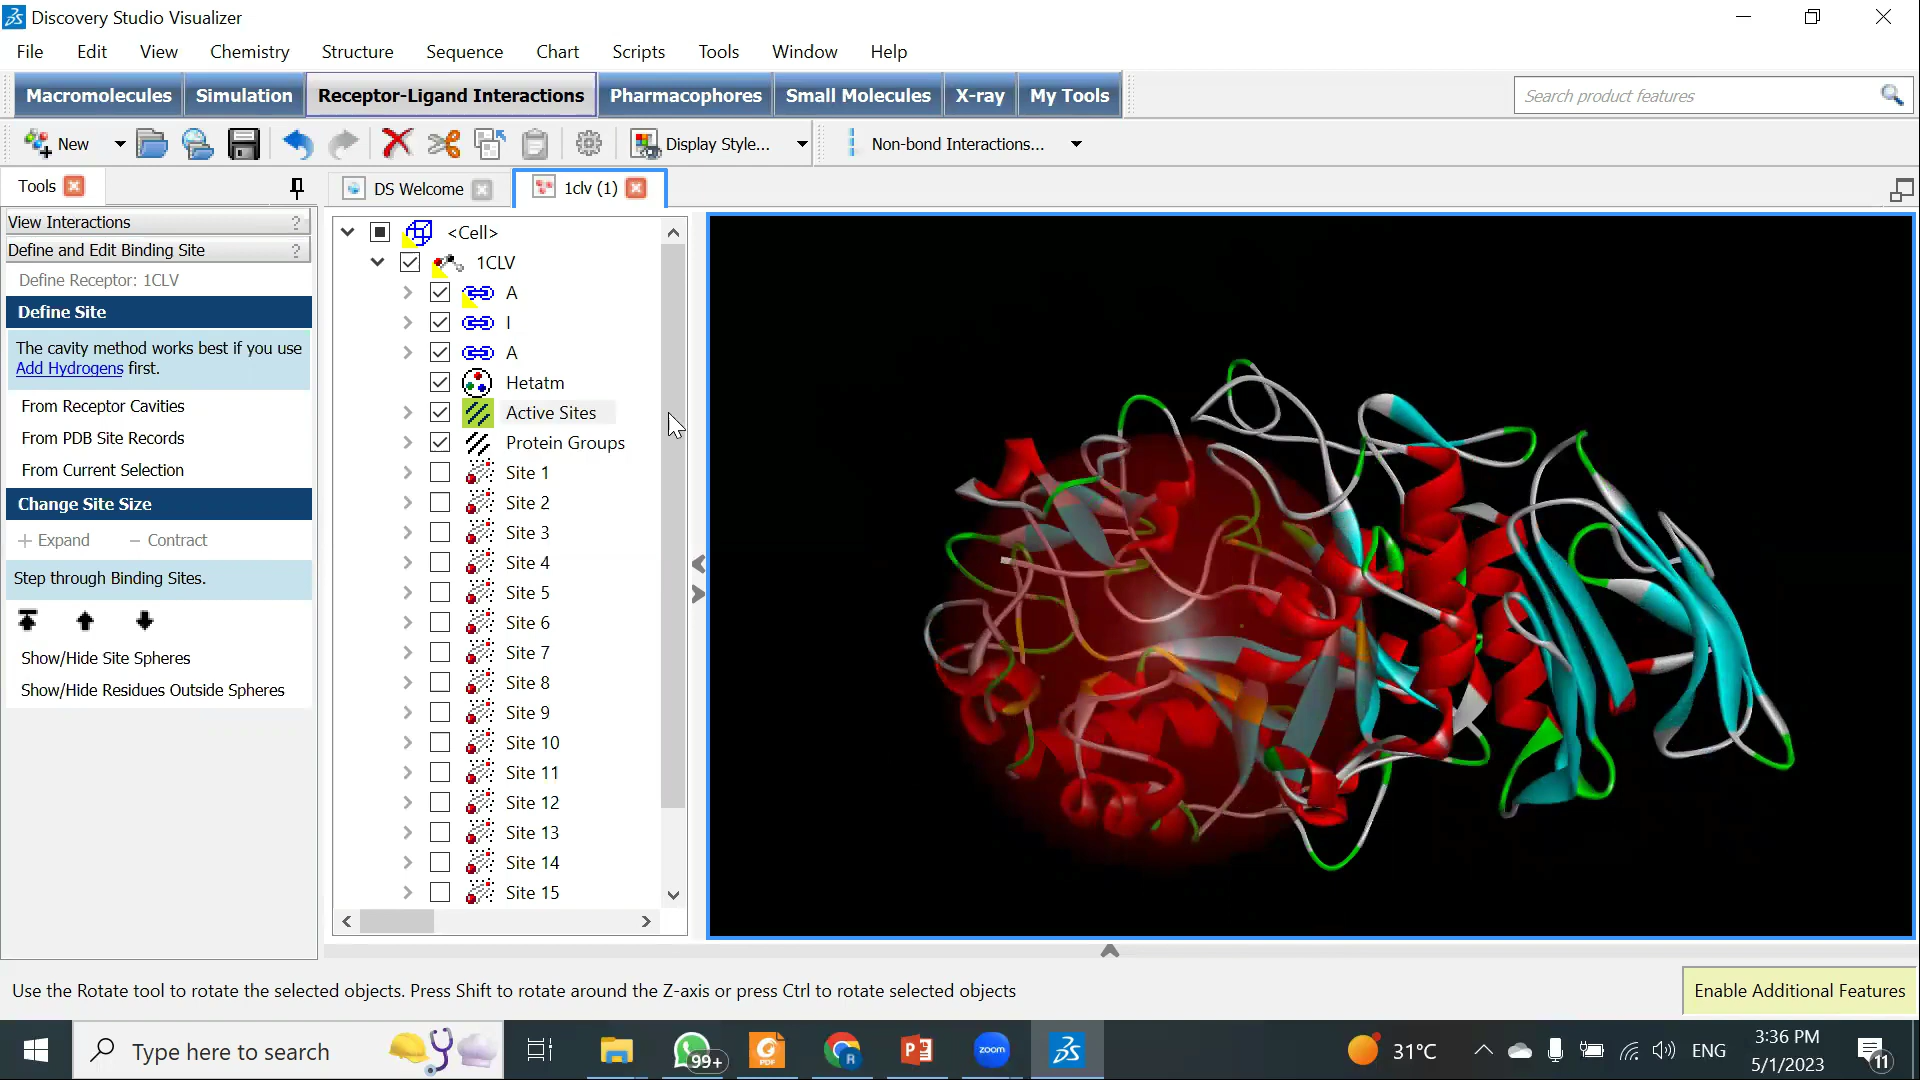 Discovery Studio Visualizer
File Edit View Chemistry Structure Sequence Chart Scripts Tools Window Help
Macromolecules Simulation Receptor-Ligand Interactions Pharmacophores Small Molecules X-ray My Tools Search product features
New Display Style... Non-bond Interactions...
Tools DS Welcome 1clv (1)
View Interactions ?
Define and Edit Binding Site ?
Define Receptor: 1CLV
Define Site
The cavity method works best if you use
Add Hydrogens first.
From Receptor Cavities
From PDB Site Records
From Current Selection
Change Site Size
+ Expand − Contract
Step through Binding Sites.
Show/Hide Site Spheres
Show/Hide Residues Outside Spheres
<Cell>
1CLV
A
I
A
Hetatm
Active Sites
Protein Groups
Site 1
Site 2
Site 3
Site 4
Site 5
Site 6
Site 7
Site 8
Site 9
Site 10
Site 11
Site 12
Site 13
Site 14
Site 15
Use the Rotate tool to rotate the selected objects. Press Shift to rotate around the Z-axis or press Ctrl to rotate selected objects
Enable Additional Features
Type here to search
99+
PDF
R
P
zoom
31°C
ENG
3:36 PM
5/1/2023
11